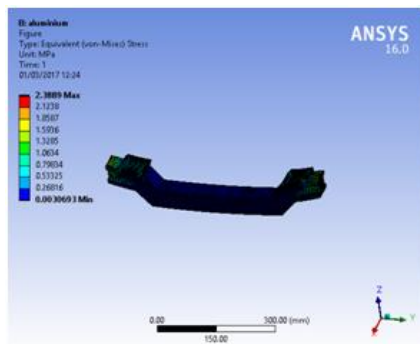 B: aluminium
Figure
Type: Equivalent (von-Mises) Stress
Unit: MPa
Time: 1
01/03/2017 12:24
ANSYS
16.0
2.3889 Max
2.1238
1.8587
1.5936
1.3285
1.0634
0.79834
0.53325
0.26816
0.0030693 Min
0.00
300.00 (mm)
150.00
Z
Y
X